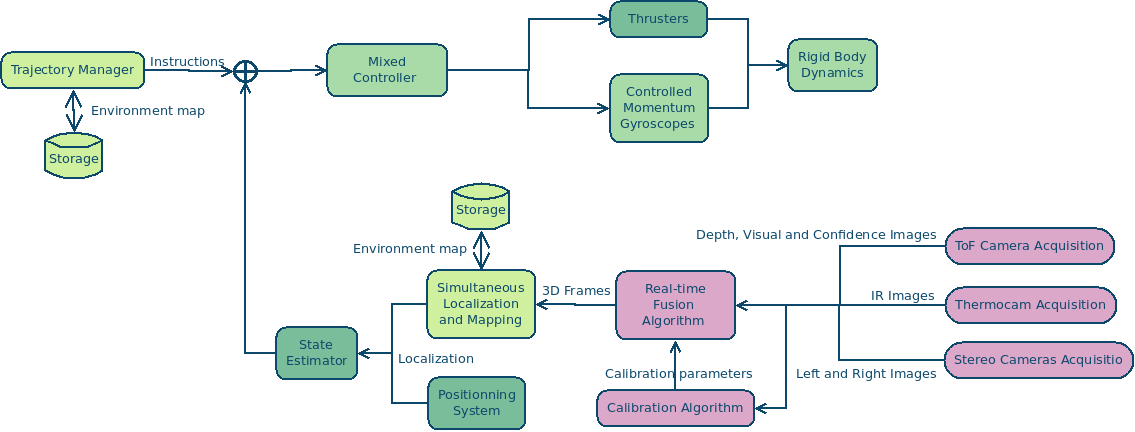 Thrusters
Trajectory Manager
Instructions
Mixed
Controller
Rigid Body
Dynamics
Controlled
Momentum
Gyroscopes
Environment map
Storage
Storage
Environment map
Depth, Visual and Confidence Images
ToF Camera Acquisition
Simultaneous
Localization
and Mapping
3D Frames
Real-time
Fusion
Algorithm
IR Images
Thermocam Acquisition
State
Estimator
Localization
Calibration parameters
Left and Right Images
Stereo Cameras Acquisitio
Positionning
System
Calibration Algorithm